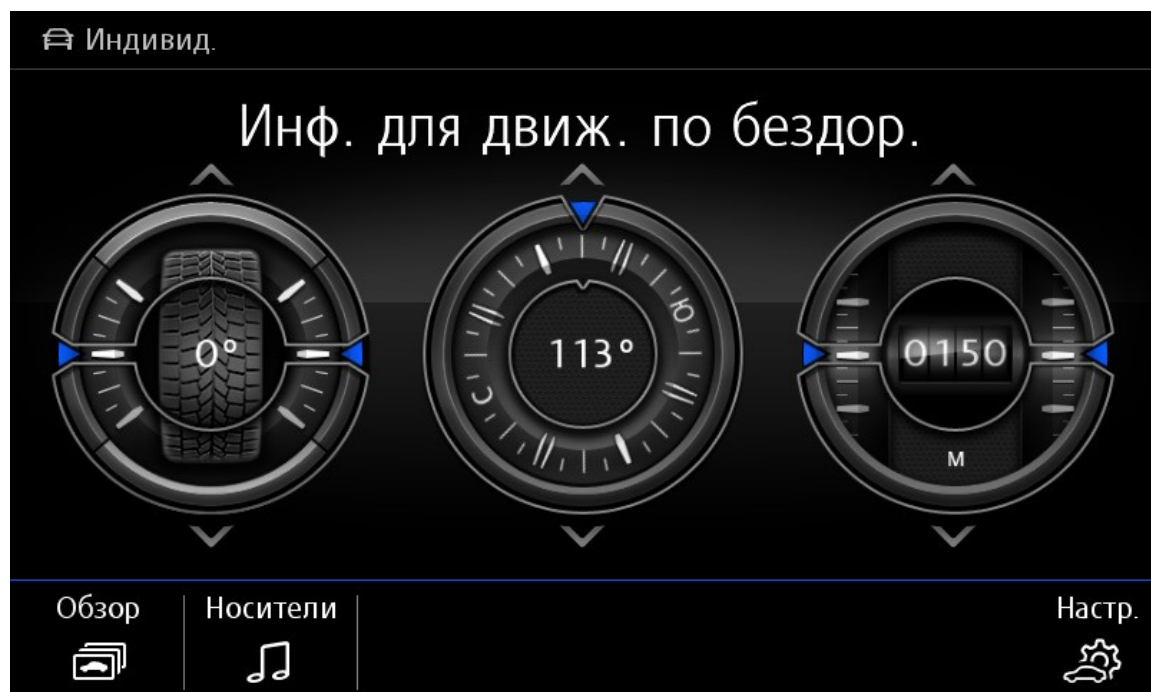 Индивид.
Инф. для движ. по бездор.
0°
113°
Ю
С
0150
м
Обзор
Носители
Настр.